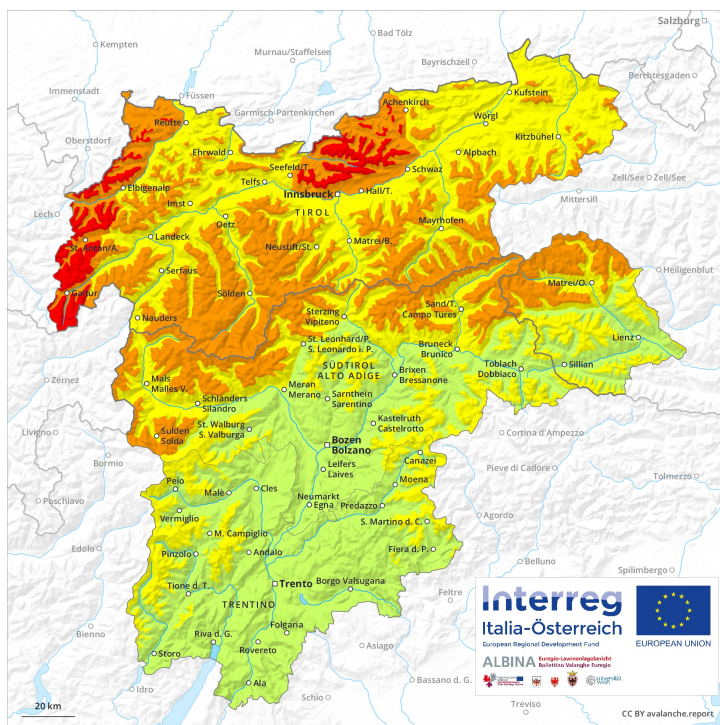 Salzburg
Bad Tölz
Kempten
Murnau/Staffelsee
Bayrischzell
Berchtesgaden
Immenstadt
Füssen
Kufstein
Achenkirch
Garmisch-Partenkirchen
Wörgl
Reutte
Oberstdorf
Kitzbühel
Ehrwald
Alpbach
Seefeld/T.
Schwaz
Telfs
Zell/See
Zell/See
Elbigenalp
Innsbruck
Hall/T.
Mittersill
Imst
Lech
TIROL
Oetz
Mayrhofen
Landeck
St. Anton/A.
Neustift/St.
Matrei/B.
Serfaus
Heiligenblut
Galtür
Sölden
Matrei/O.
Nauders
Sterzing
Vipiteno
Sand/T.
Campo Tures
Lienz
St. Leonhard/P.
S. Leonardo i. P.
Bruneck
Brunico
SÜDTIROL
ALTO ADIGE
Toblach
Dobbiaco
Sillian
Brixen
Bressanone
Zernez
Mals
Malles V.
Meran
Merano
Sarnthein
Sarentino
Schlanders
Silandro
St. Walburg
S. Valburga
Kastelruth
Castelrotto
Livigno
Sulden
Solda
Cortina d'Ampezzo
Bozen
Bolzano
Bormio
Canazei
Leifers
Laives
Pieve di Cadore
Tolmezzo
Peio
Malè
Cles
Moena
Neumarkt
Egna
Predazzo
Poschiavo
Vermiglio
Agordo
S. Martino d. C.
M. Campiglio
Edolo
Pinzolo
Andalo
Fiera d. P.
Belluno
Spilimbergo
Tione d. T.
Trento
Borgo Valsugana
Feltre
TRENTINO
Folgaria
Bienno
Riva d. G.
Rovereto
Asiago
Storo
Bassano d. G.
Idro
Ala
Schio
Treviso
Interreg
Italia-Österreich
European Regional Development Fund
EUROPEAN UNION
ALBINA
Euregio-Lawinenlagebericht
Bollettino Valanghe Euregio
20 km
CC BY avalanche.report